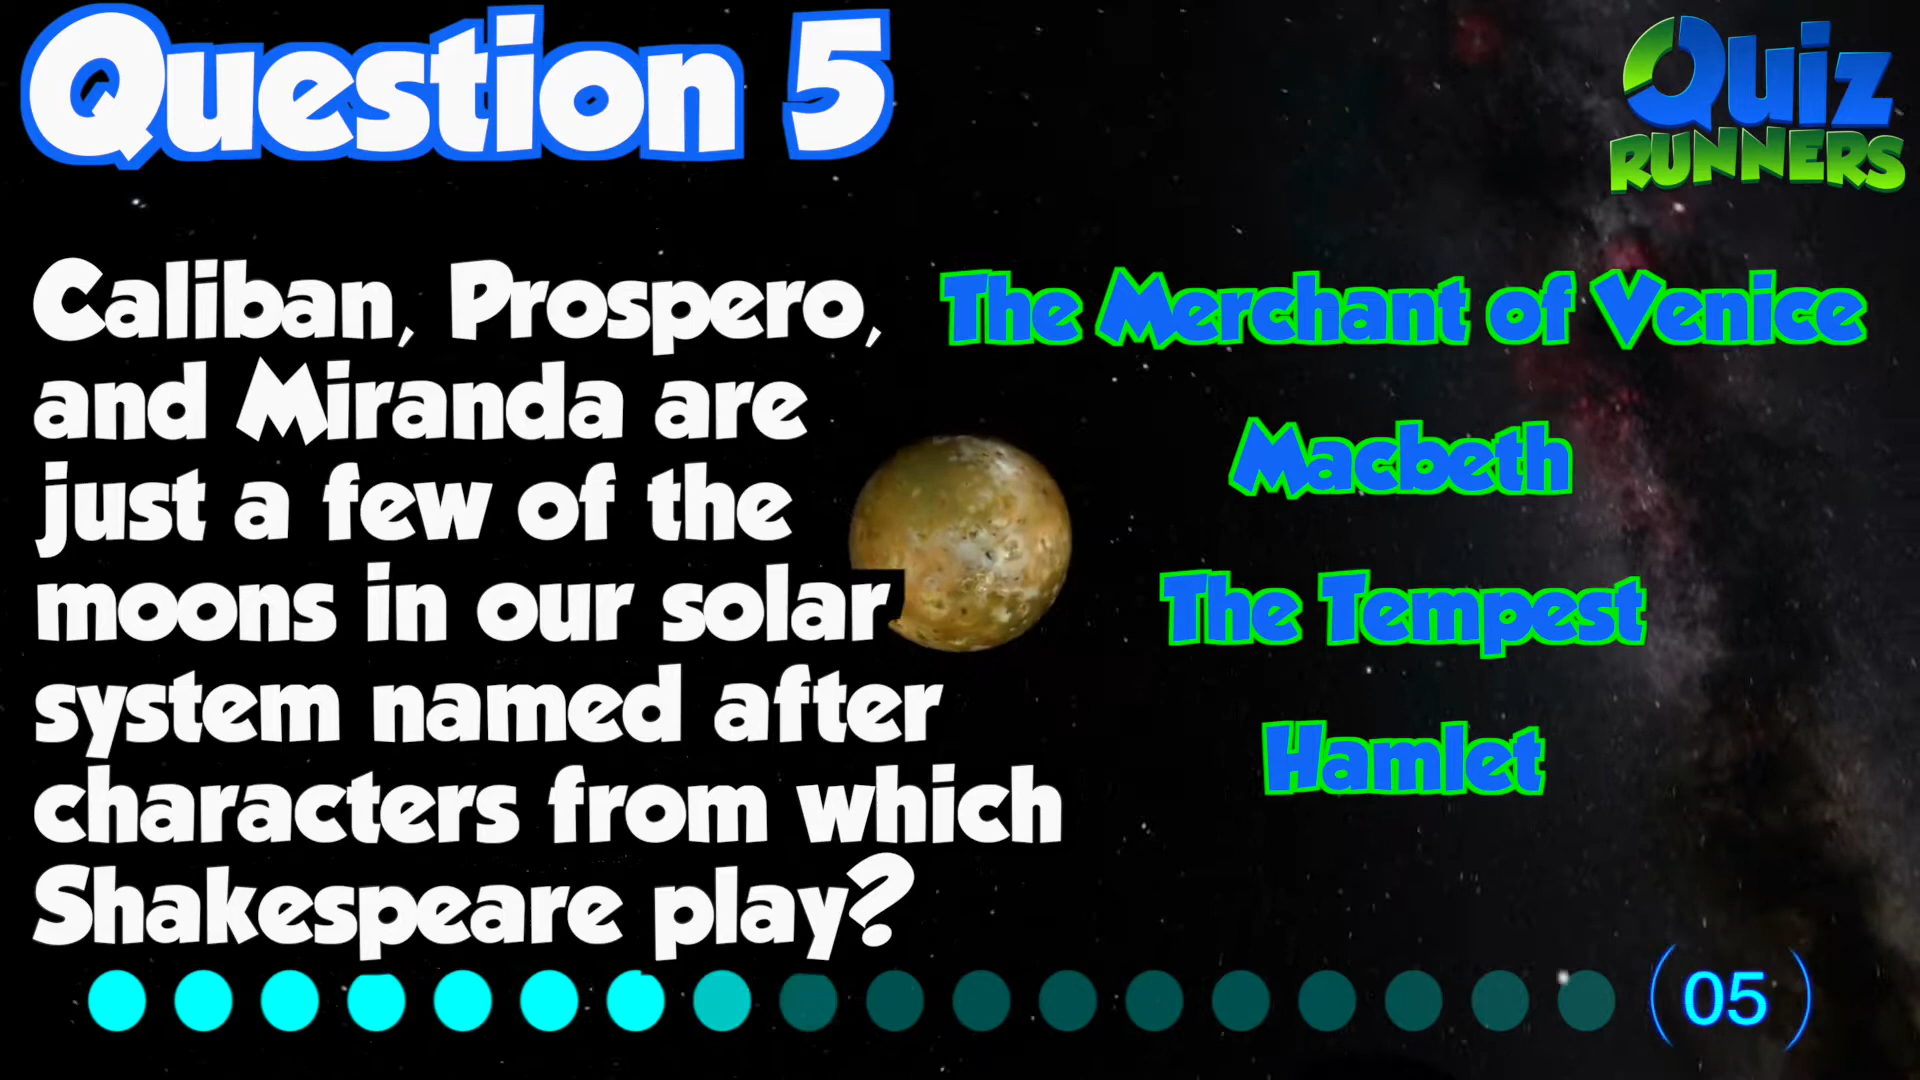 Question 5
Quiz
RUNNERS
Caliban, Prospero,
and Miranda are
just a few of the
moons in our solar
system named after
characters from which
Shakespeare play?
The Merchant of Venice
Macbeth
The Tempest
Hamlet
(05)